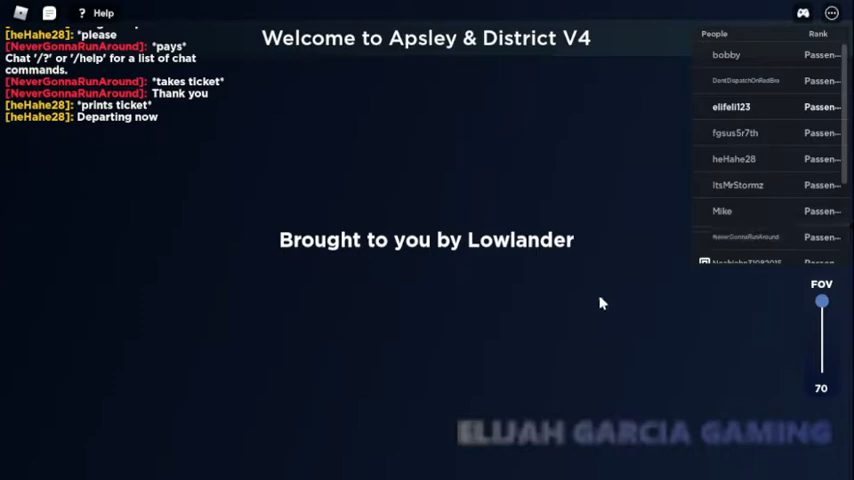 Help
Welcome to Apsley & District V4
[heHahe28]: *please
[NeverGonnaRunAround]: *pays*
Chat '/?' or '/help' for a list of chat
commands.
[NeverGonnaRunAround]: *takes ticket*
[NeverGonnaRunAround]: Thank you
[heHahe28]: *prints ticket*
[heHahe28]: Departing now
People Rank
bobby Passen...
DontDispatchOnRedBro Passen...
elifeli123 Passen...
fgsus5r7th Passen...
heHahe28 Passen...
ItsMrStormz Passen...
Mike Passen...
NeverGonnaRunAround Passen...
Passen...
Brought to you by Lowlander
FOV
70
ELIJAH GARCIA GAMING